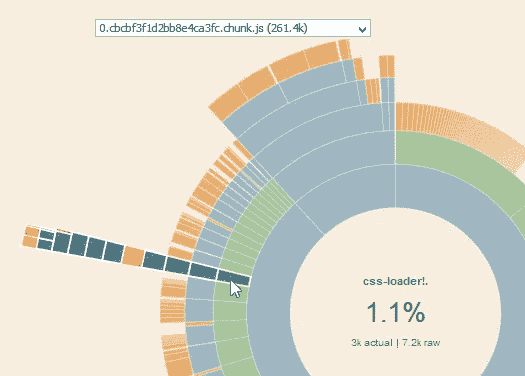 0.cbcbf3f1d2bb8e4ca3fc.chunk.js (261.4k)
css-loader!.
1.1%
3k actual | 7.2k raw